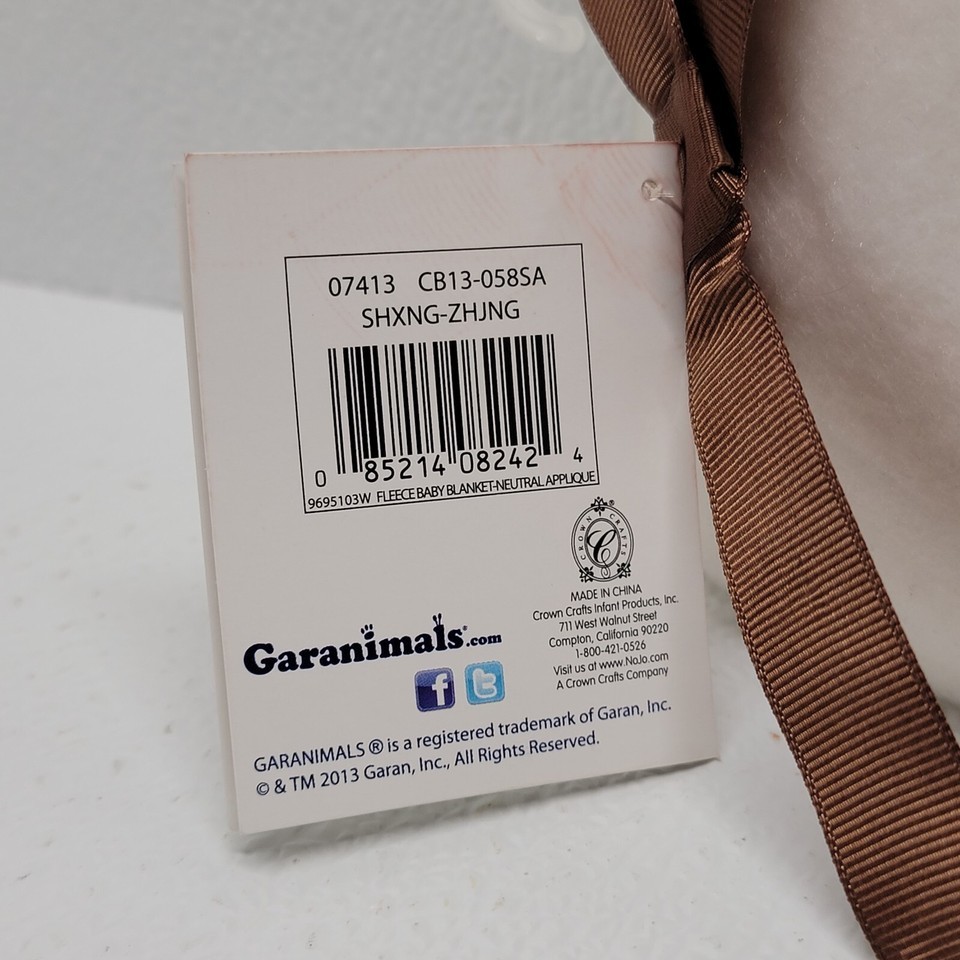 07413 CB13-058SA
SHXNG-ZHJNG
0 85214 08242 4
9695103W FLEECE BABY BLANKET-NEUTRAL APPLIQUE
®
CROWN CRAFTS
C
MADE IN CHINA
Crown Crafts Infant Products, Inc.
711 West Walnut Street
Compton, California 90220
1-800-421-0526
Visit us at www.NoJo.com
A Crown Crafts Company
Garanimals®.com
f t
GARANIMALS ® is a registered trademark of Garan, Inc.
© & TM 2013 Garan, Inc., All Rights Reserved.